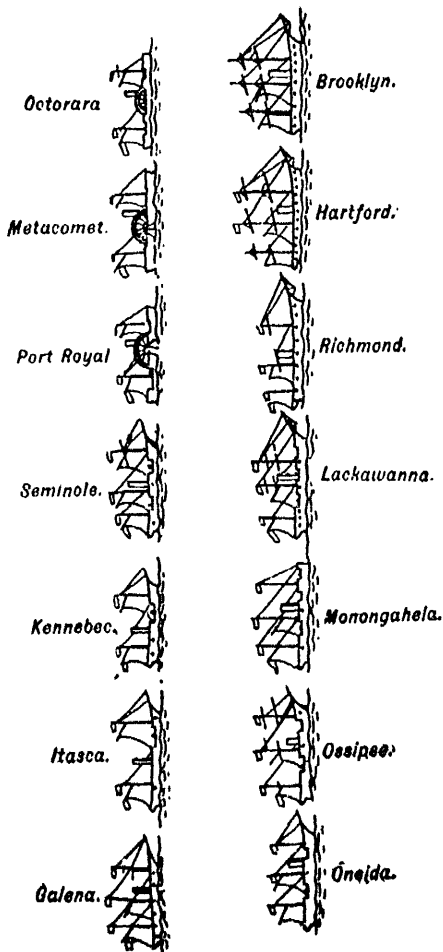 Octorara
Metacomet.
Port Royal
Seminole.
Kennebec.
Itasca.
Galena.
Brooklyn.
Hartford.
Richmond.
Lackawanna.
Monongahela.
Ossipee.
Oneida.